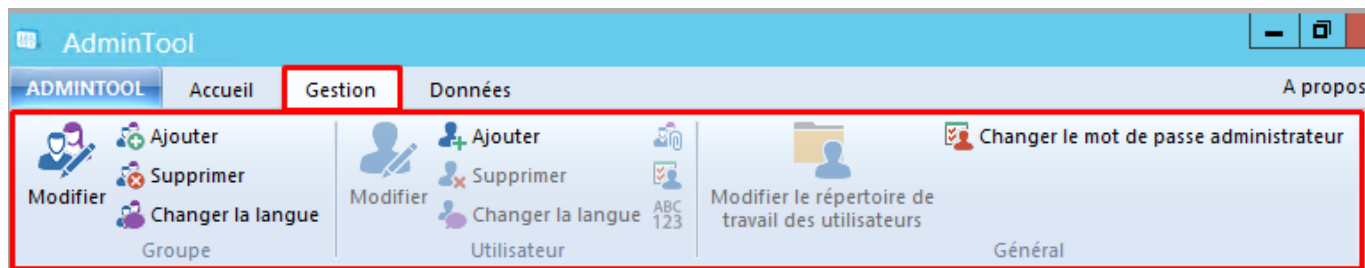 AdminTool
ADMINTOOL Accueil Gestion Données A propos
Modifier
Ajouter
Supprimer
Changer la langue
Groupe
Modifier
Ajouter
Supprimer
Changer la langue
ABC
123
Utilisateur
Modifier le répertoire de
travail des utilisateurs
Changer le mot de passe administrateur
Général